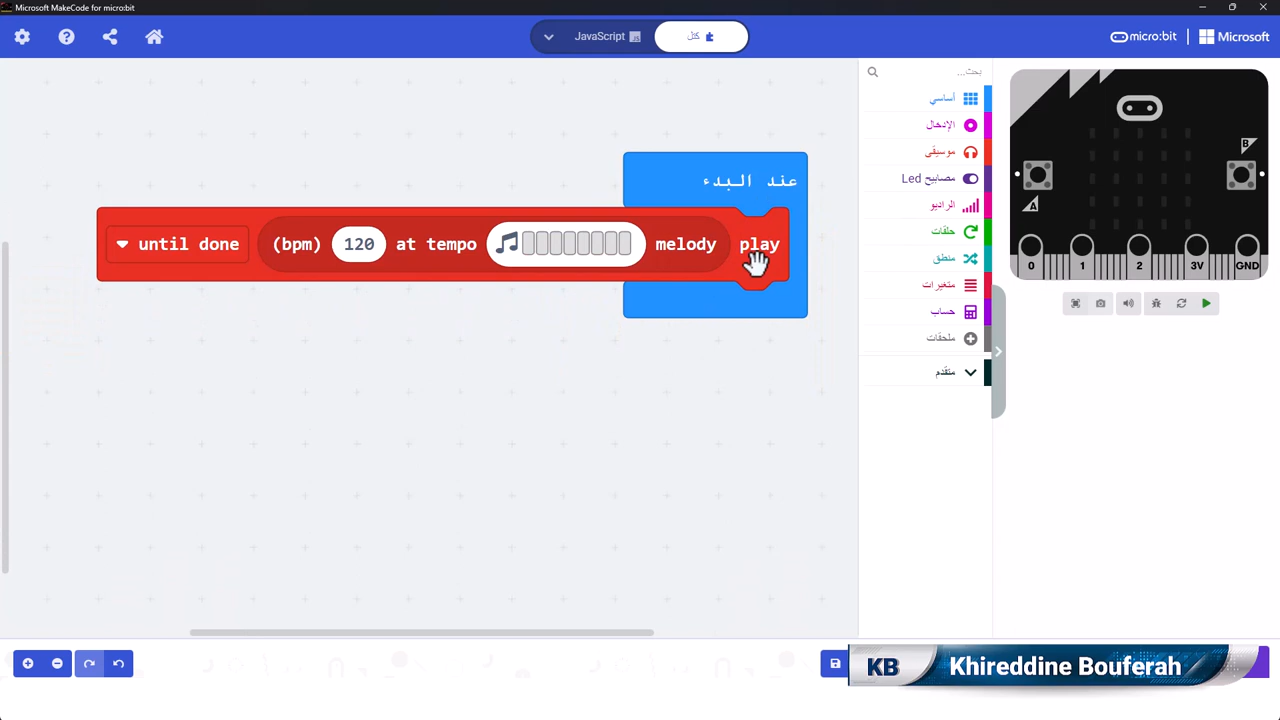 Microsoft MakeCode for micro:bit
JavaScript
كتل
micro:bit
Microsoft
بحث...
أساسي
الإدخال
موسيقى
مصابيح Led
الراديو
حلقات
منطق
متغيرات
حساب
ملحقات
متقدم
عند البدء
play melody at tempo 120 (bpm) until done
A
B
0 1 2 3V GND
KB Khireddine Bouferah